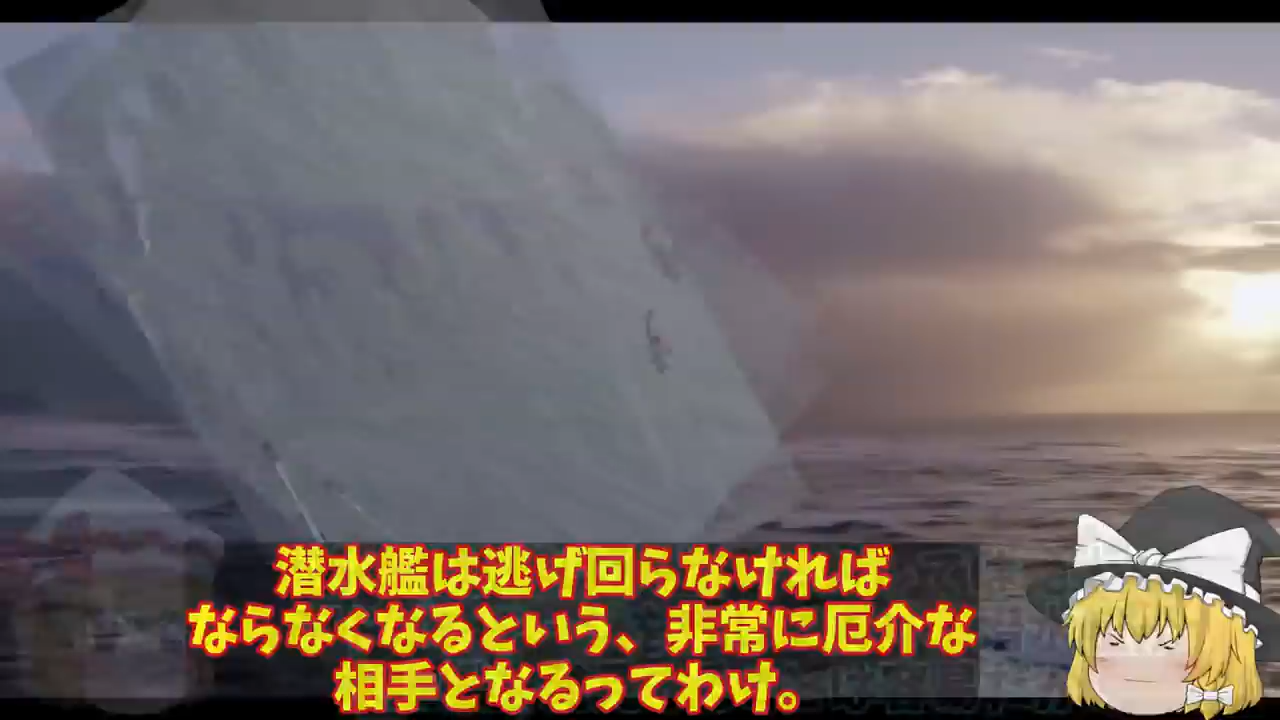 潜水艦は逃げ回らなければ
ならなくなるという、非常に厄介な
相手となるってわけ。